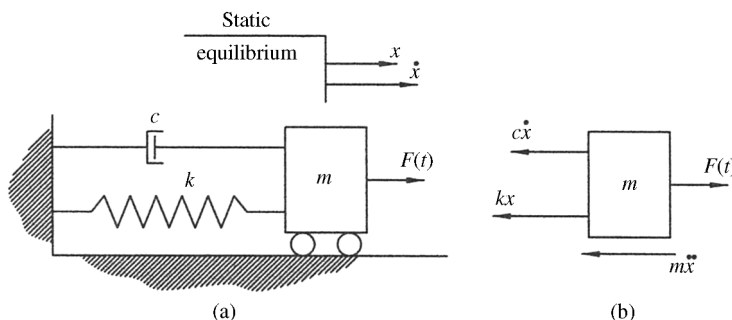 Static
equilibrium
x
ẋ
c
k
m
F(t)
(a)
cẋ
kx
m
F(t)
mẍ
(b)